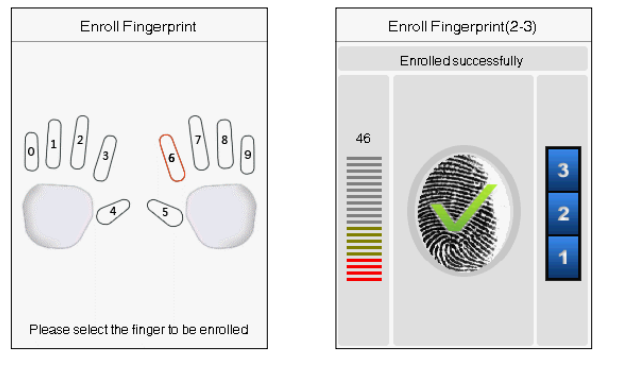 Enroll Fingerprint
0 1 2 3 6 7 8 9
4 5
Please select the finger to be enrolled
Enroll Fingerprint(2-3)
Enrolled successfully
46
3
2
1